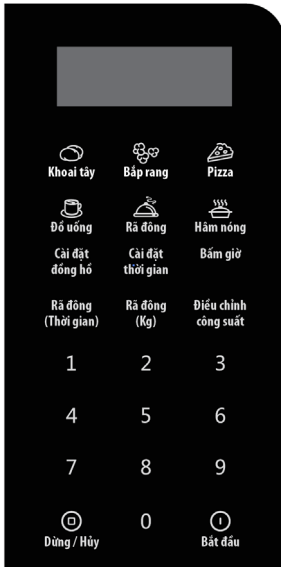 Khoai tây Bắp rang Pizza
Đồ uống Rã đông Hâm nóng
Cài đặt Cài đặt Bấm giờ
đồng hồ thời gian
Rã đông Rã đông Điều chỉnh
(Thời gian) (Kg) công suất
1 2 3
4 5 6
7 8 9
0
Dừng / Hủy Bắt đầu